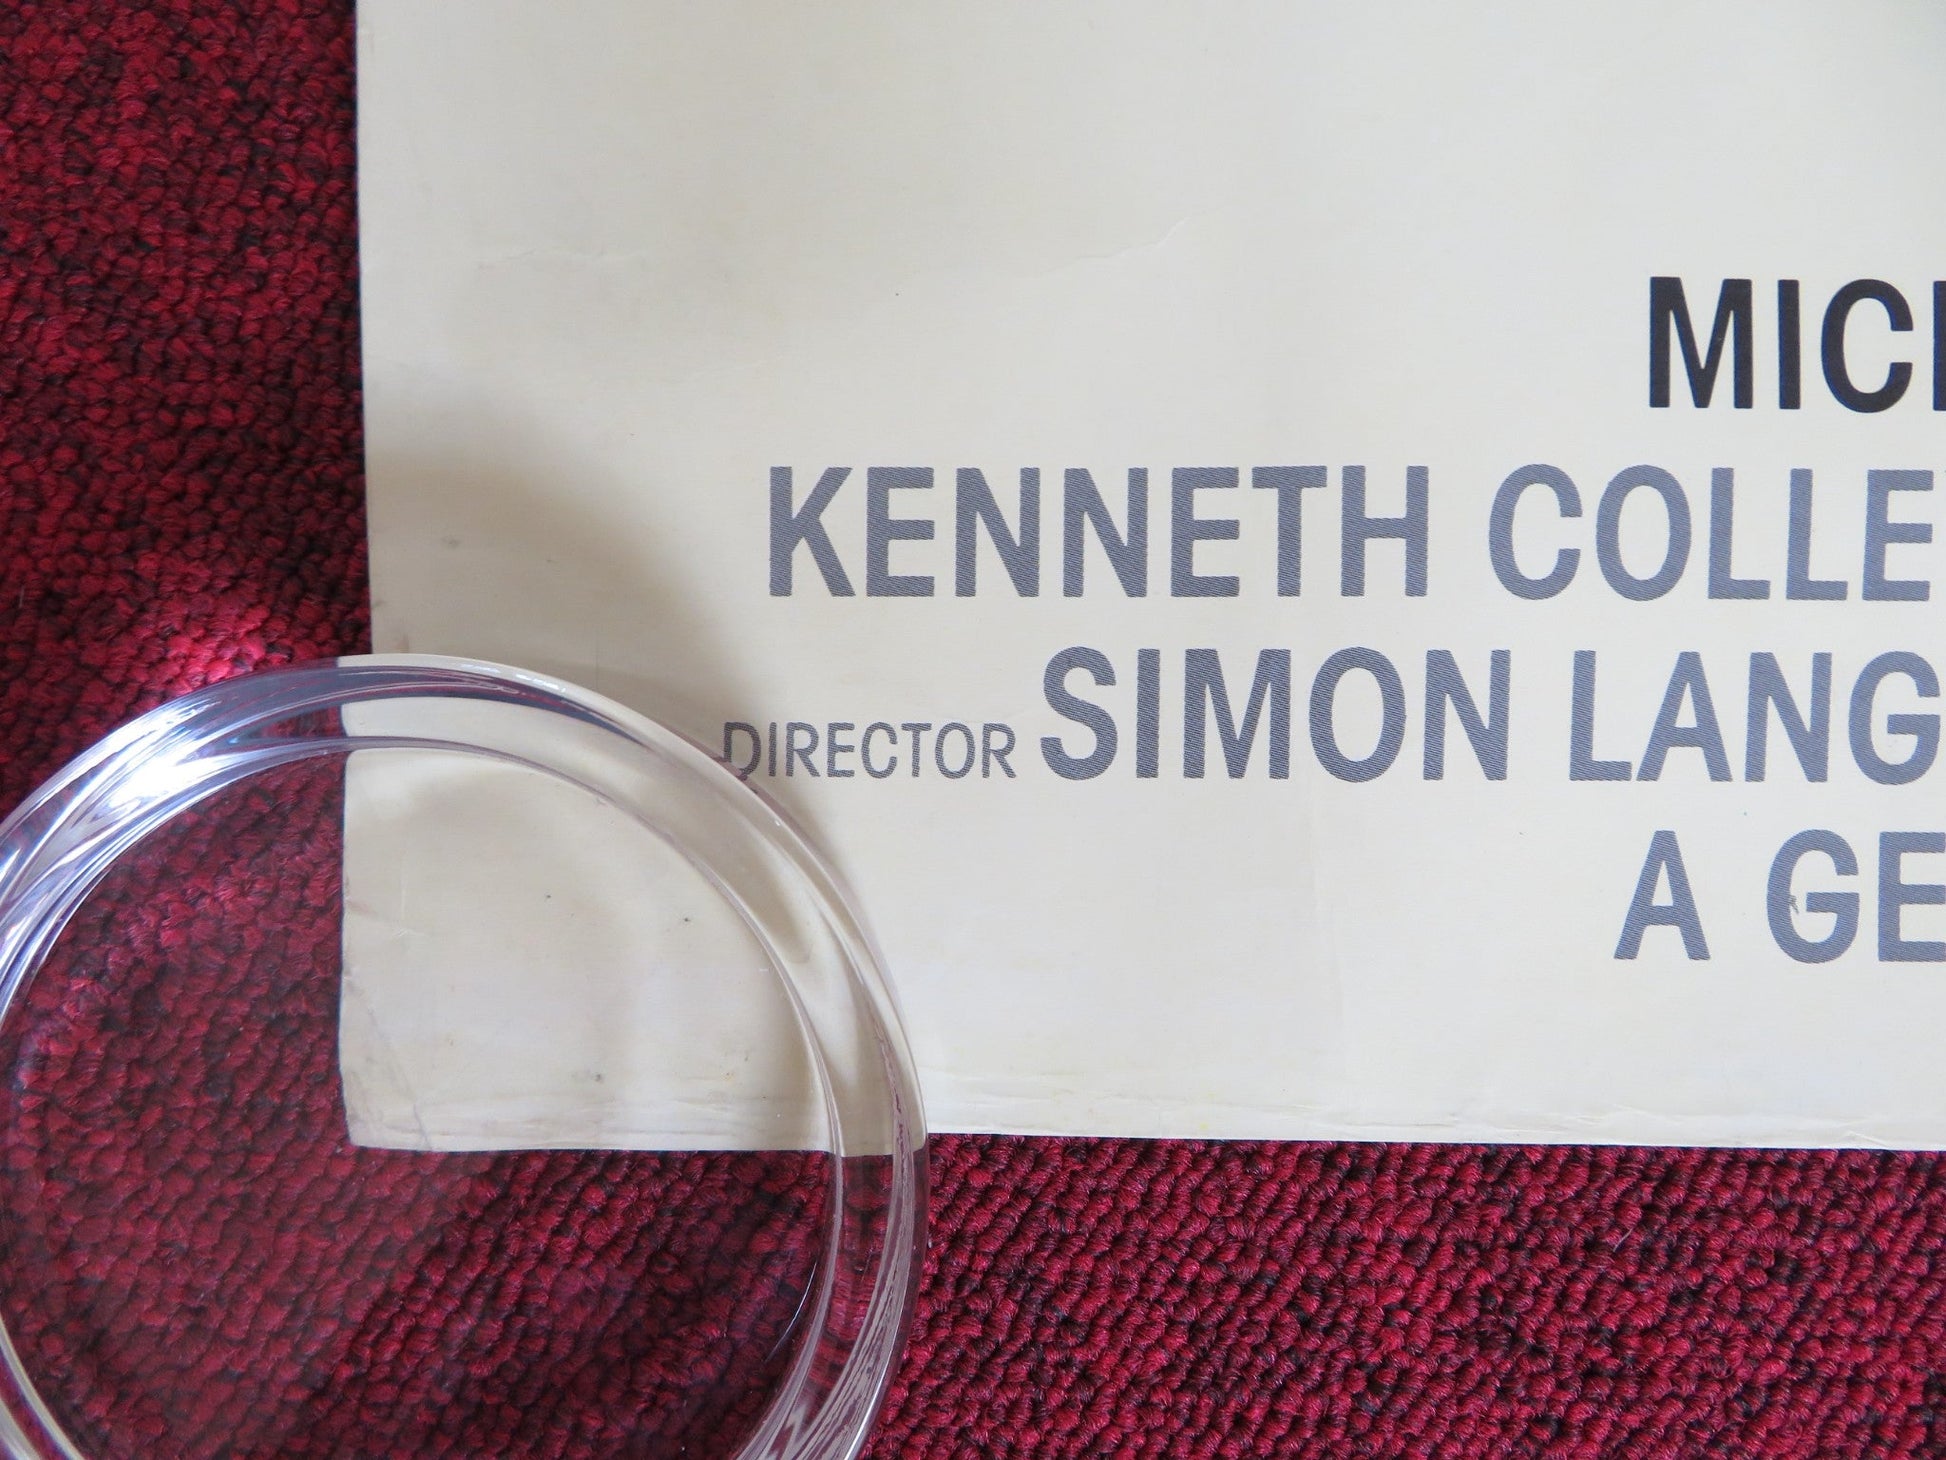 MIC
KENNETH COLLE
DIRECTOR SIMON LANG
A GE